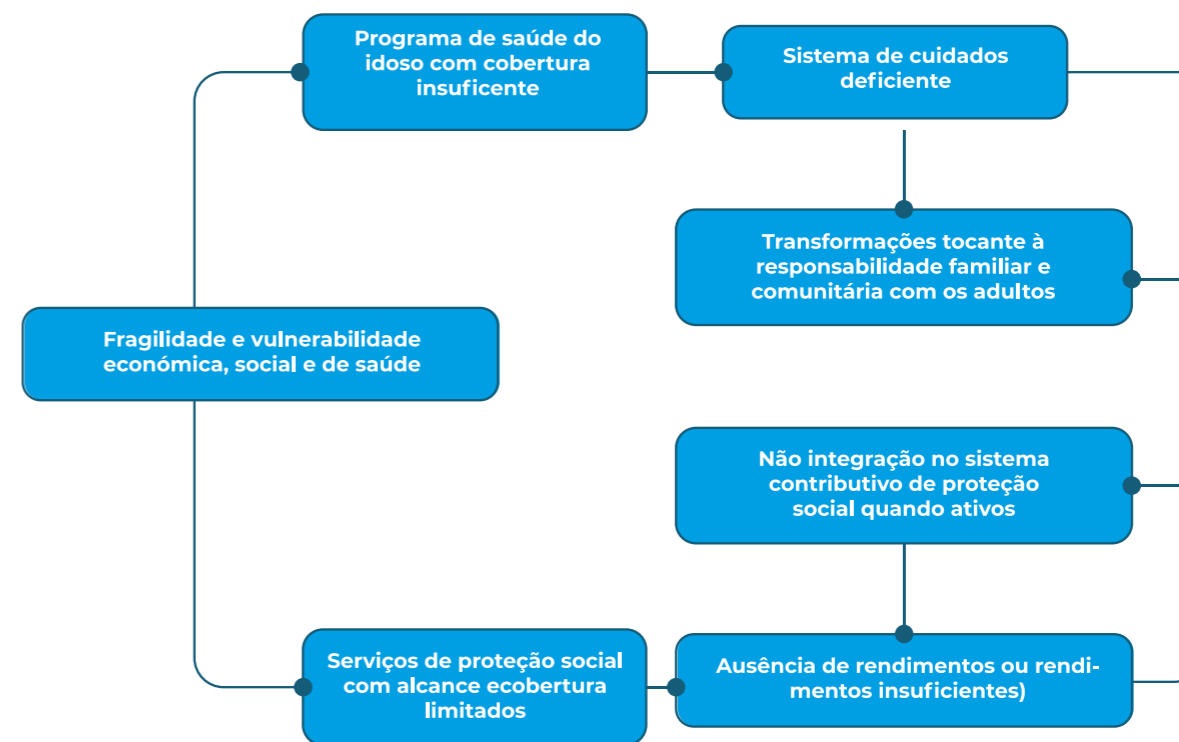 Programa de saúde do
idoso com cobertura
insuficente
Sistema de cuidados
deficiente
Transformações tocante à
responsabilidade familiar e
comunitária com os adultos
Fragilidade e vulnerabilidade
económica, social e de saúde
Não integração no sistema
contributivo de proteção
social quando ativos
Serviços de proteção social
com alcance ecobertura
limitados
Ausência de rendimentos ou rendi-
mentos insuficientes)